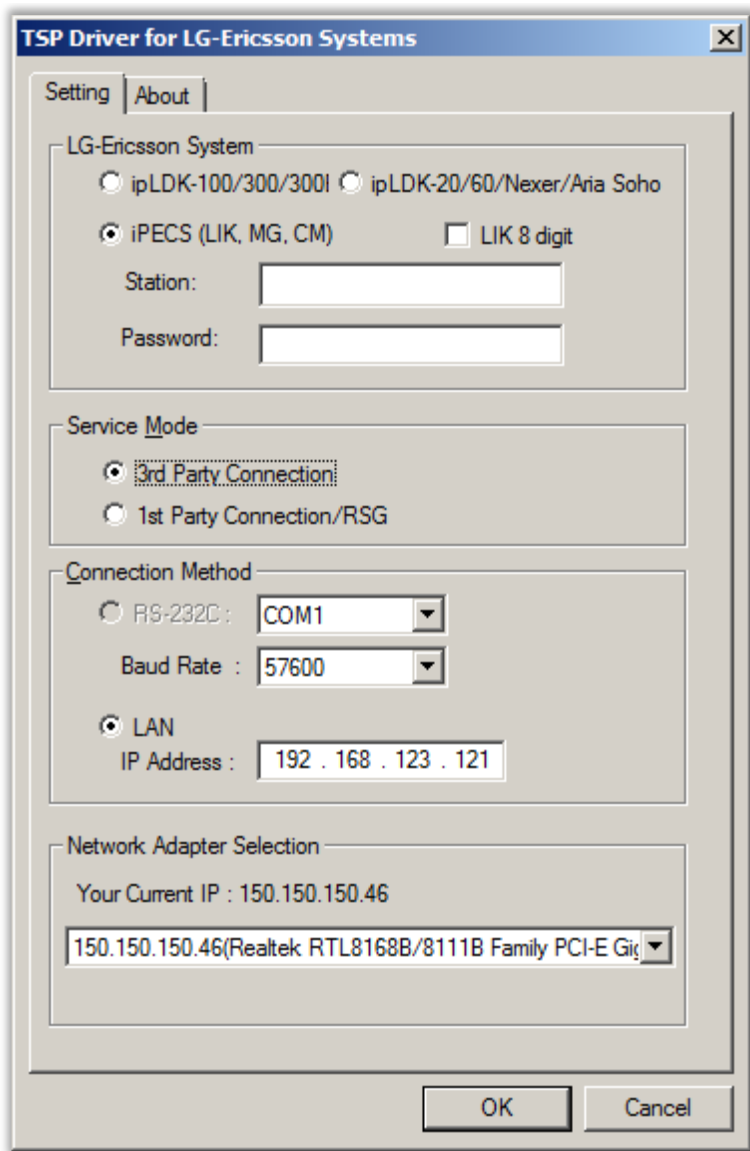 TSP Driver for LG-Ericsson Systems
Setting
About
LG-Ericsson System
ipLDK-100/300/300
ipLDK-20/60/Nexer/Aria Soho
iPECS (LIK, MG, CM)
LIK 8 digit
Station:
Password:
Service Mode
3rd Party Connection
1st Party Connection/RSG
Connection Method
RS-232C :
COM1
Baud Rate :
57600
LAN
IP Address :
192 . 168 . 123 . 121
Network Adapter Selection
Your Current IP : 150.150.150.46
150.150.150.46(Realtek RTL8168B/8111B Family PCI-E Gig
OK
Cancel